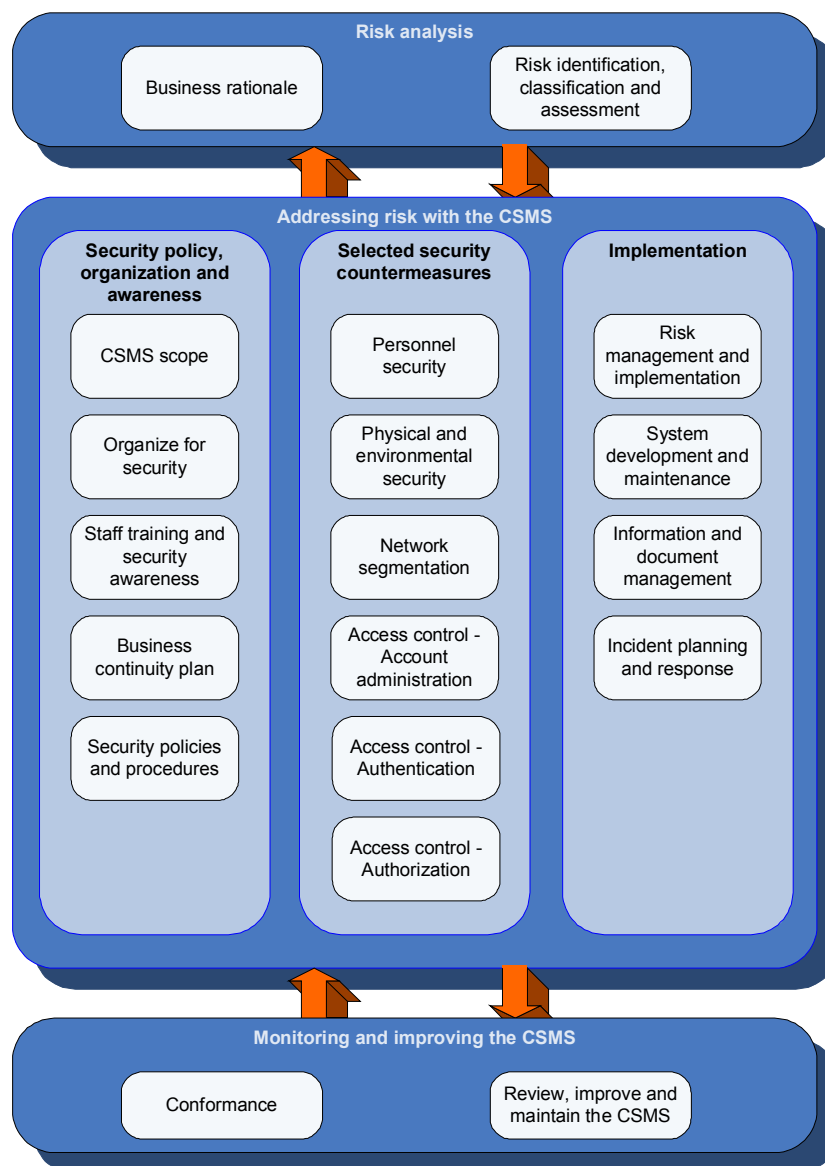 Risk analysis
Business rationale
Risk identification,
classification and
assessment
Addressing risk with the CSMS
Security policy,
organization and
awareness
CSMS scope
Organize for
security
Staff training and
security
awareness
Business
continuity plan
Security policies
and procedures
Selected security
countermeasures
Personnel
security
Physical and
environmental
security
Network
segmentation
Access control -
Account
administration
Access control -
Authentication
Access control -
Authorization
Implementation
Risk
management and
implementation
System
development and
maintenance
Information and
document
management
Incident planning
and response
Monitoring and improving the CSMS
Conformance
Review, improve and
maintain the CSMS